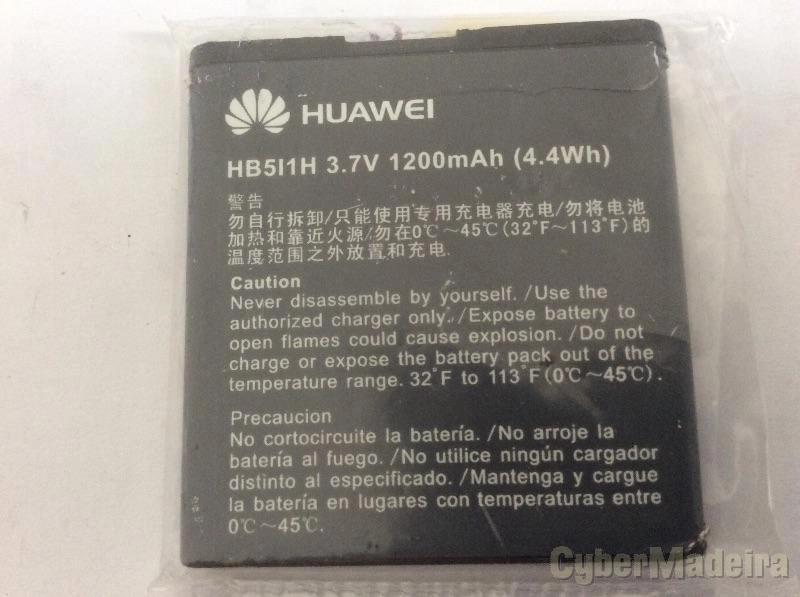 HUAWEI
HB5I1H 3.7V 1200mAh (4.4Wh)
警告
勿自行拆卸/只能使用专用充电器充电/勿将电池
加热和靠近火源/勿在0℃～45℃(32°F～113°F)的
温度范围之外放置和充电
Caution
Never disassemble by yourself. /Use the
authorized charger only./Expose battery to
open flames could cause explosion. /Do not
charge or expose the battery pack out of the
temperature range. 32°F to 113°F(0℃～45℃).
Precaucion
No cortocircuite la batería. /No arroje la
batería al fuego. /No utilice ningún cargador
distinto al especificado. /Mantenga y cargue
la batería en lugares con temperaturas entre
0℃～45℃.
CyberMadeira